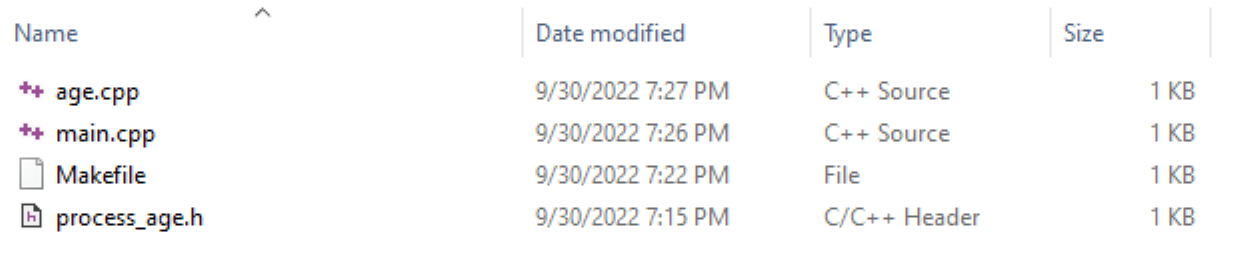 Name Date modified Type Size
age.cpp 9/30/2022 7:27 PM C++ Source 1 KB
main.cpp 9/30/2022 7:26 PM C++ Source 1 KB
Makefile 9/30/2022 7:22 PM File 1 KB
process_age.h 9/30/2022 7:15 PM C/C++ Header 1 KB